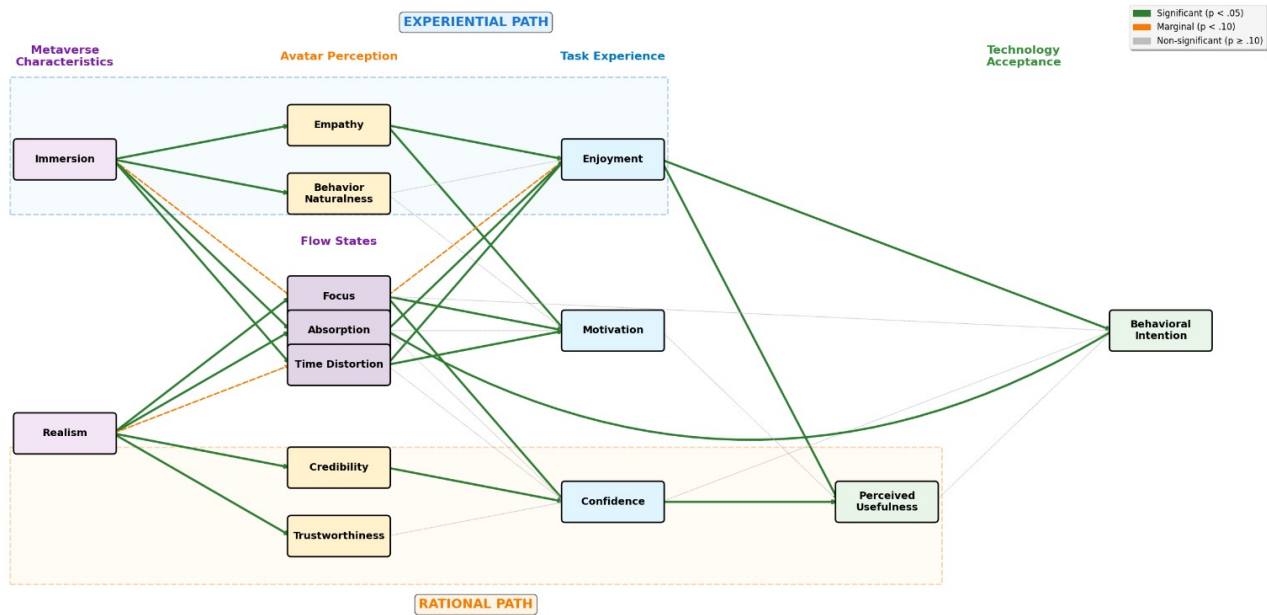 EXPERIENTIAL PATH
Significant (p < .05)
Marginal (p < .10)
Non-significant (p ≥ .10)
Metaverse
Characteristics
Avatar Perception
Task Experience
Technology
Acceptance
Empathy
Immersion
Enjoyment
Behavior
Naturalness
Flow States
Focus
Absorption
Motivation
Behavioral
Intention
Time Distortion
Realism
Credibility
Confidence
Perceived
Usefulness
Trustworthiness
RATIONAL PATH